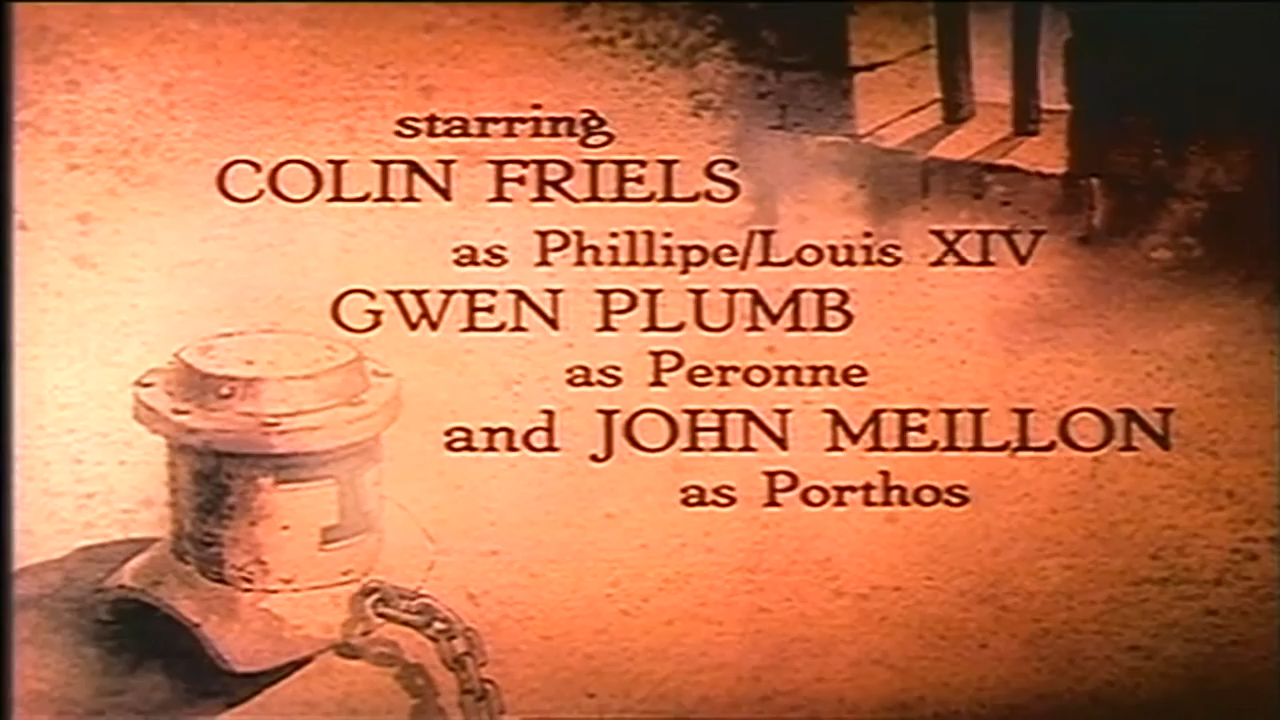 starring
COLIN FRIELS
as Phillipe/Louis XIV
GWEN PLUMB
as Peronne
and JOHN MEILLON
as Porthos